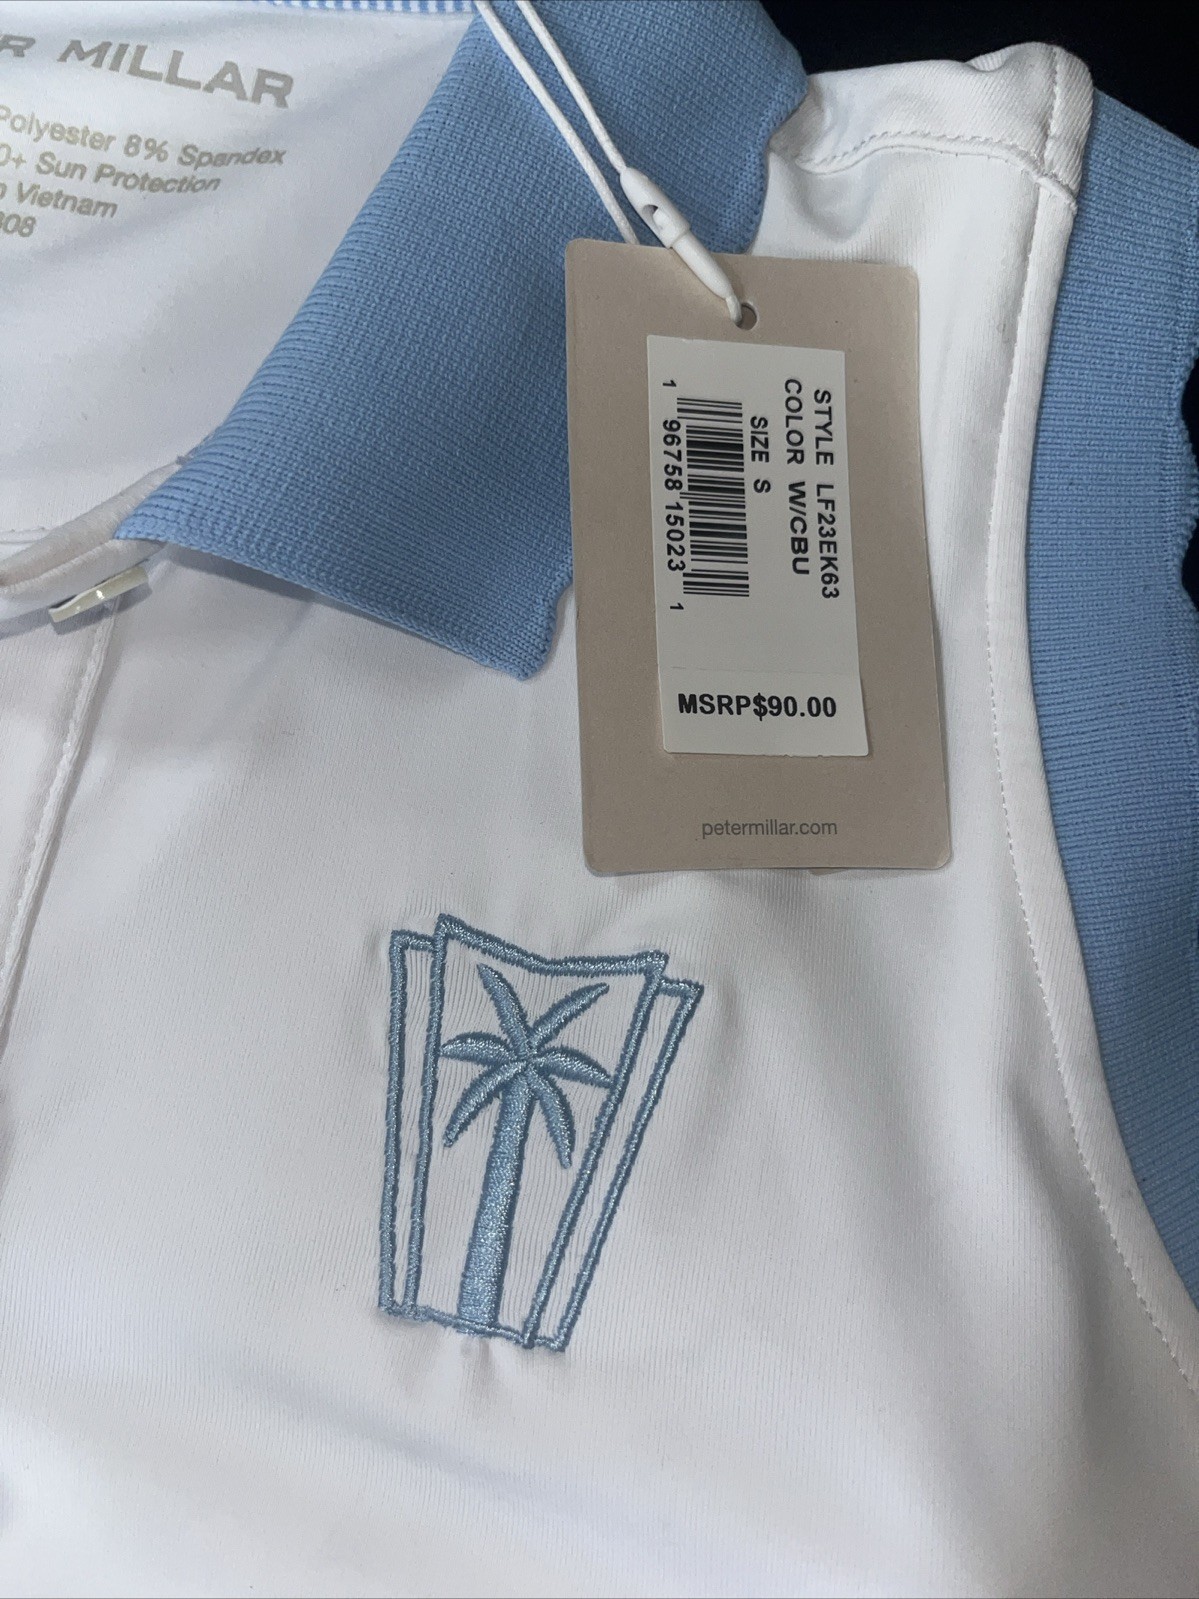 R MILLAR
Polyester 8% Spandex
0+ Sun Protection
n Vietnam
308
STYLE LF23EK63
COLOR W/CBU
SIZE S
1 96758 15023 1
MSRP$90.00
petermillar.com